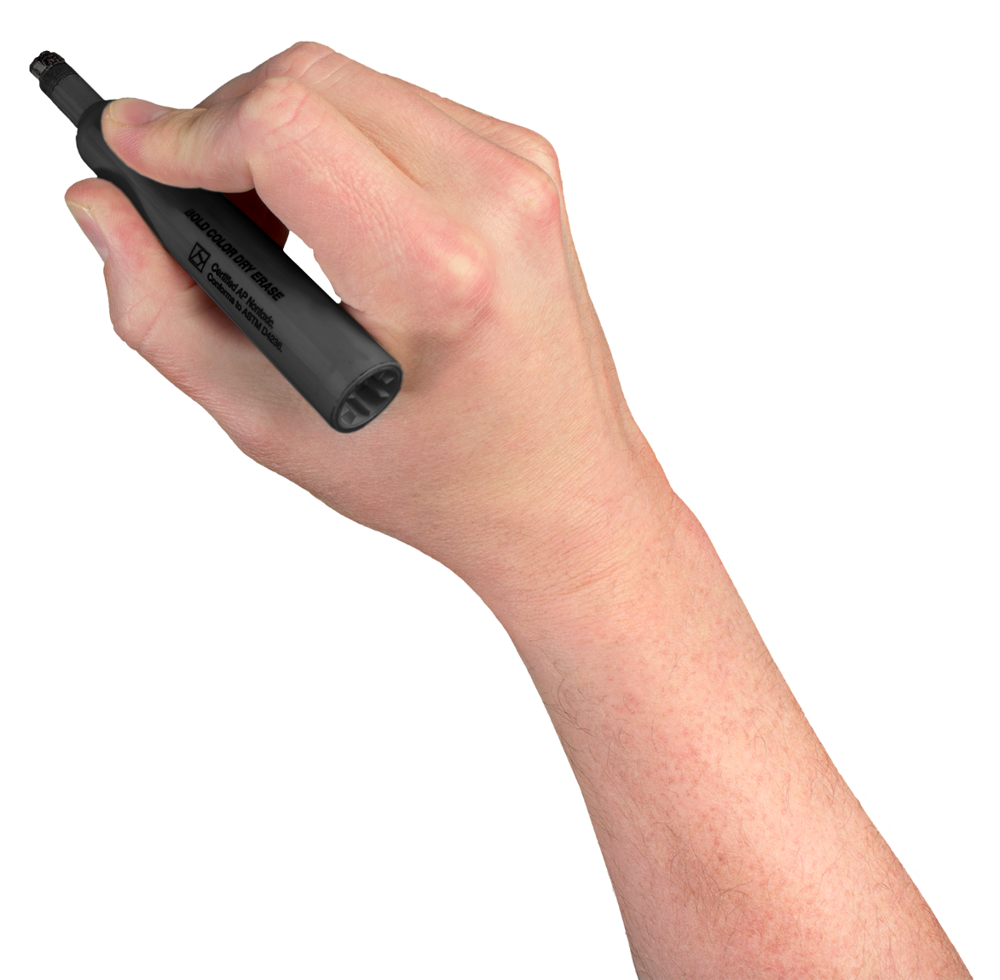 BOLD COLOR DRY ERASE
Certified AP Nontoxic.
Conforms to ASTM D4236.